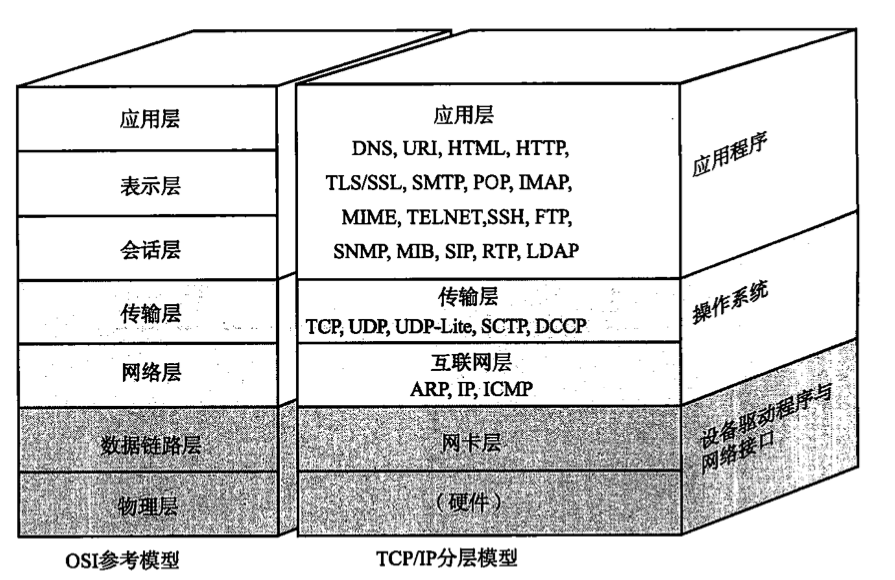 应用层
表示层
会话层
传输层
网络层
数据链路层
物理层
OSI参考模型
应用层
DNS, URI, HTML, HTTP,
TLS/SSL, SMTP, POP, IMAP,
MIME, TELNET,SSH, FTP,
SNMP, MIB, SIP, RTP, LDAP
传输层
TCP, UDP, UDP-Lite, SCTP, DCCP
互联网层
ARP, IP, ICMP
网卡层
（硬件）
TCP/IP分层模型
应用程序
操作系统
设备驱动程序与
网络接口